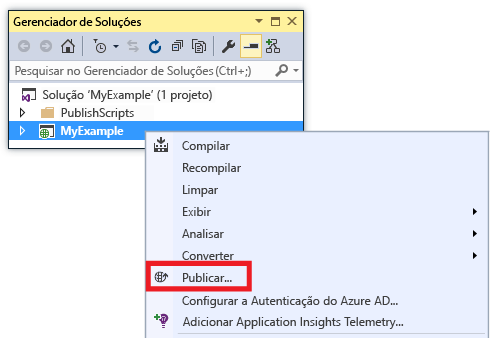 Gerenciador de Soluções
Pesquisar no Gerenciador de Soluções (Ctrl+;)
Solução ‘MyExample’ (1 projeto)
PublishScripts
MyExample
Compilar
Recompilar
Limpar
Exibir
Analisar
Converter
Publicar...
Configurar a Autenticação do Azure AD...
Adicionar Application Insights Telemetry...